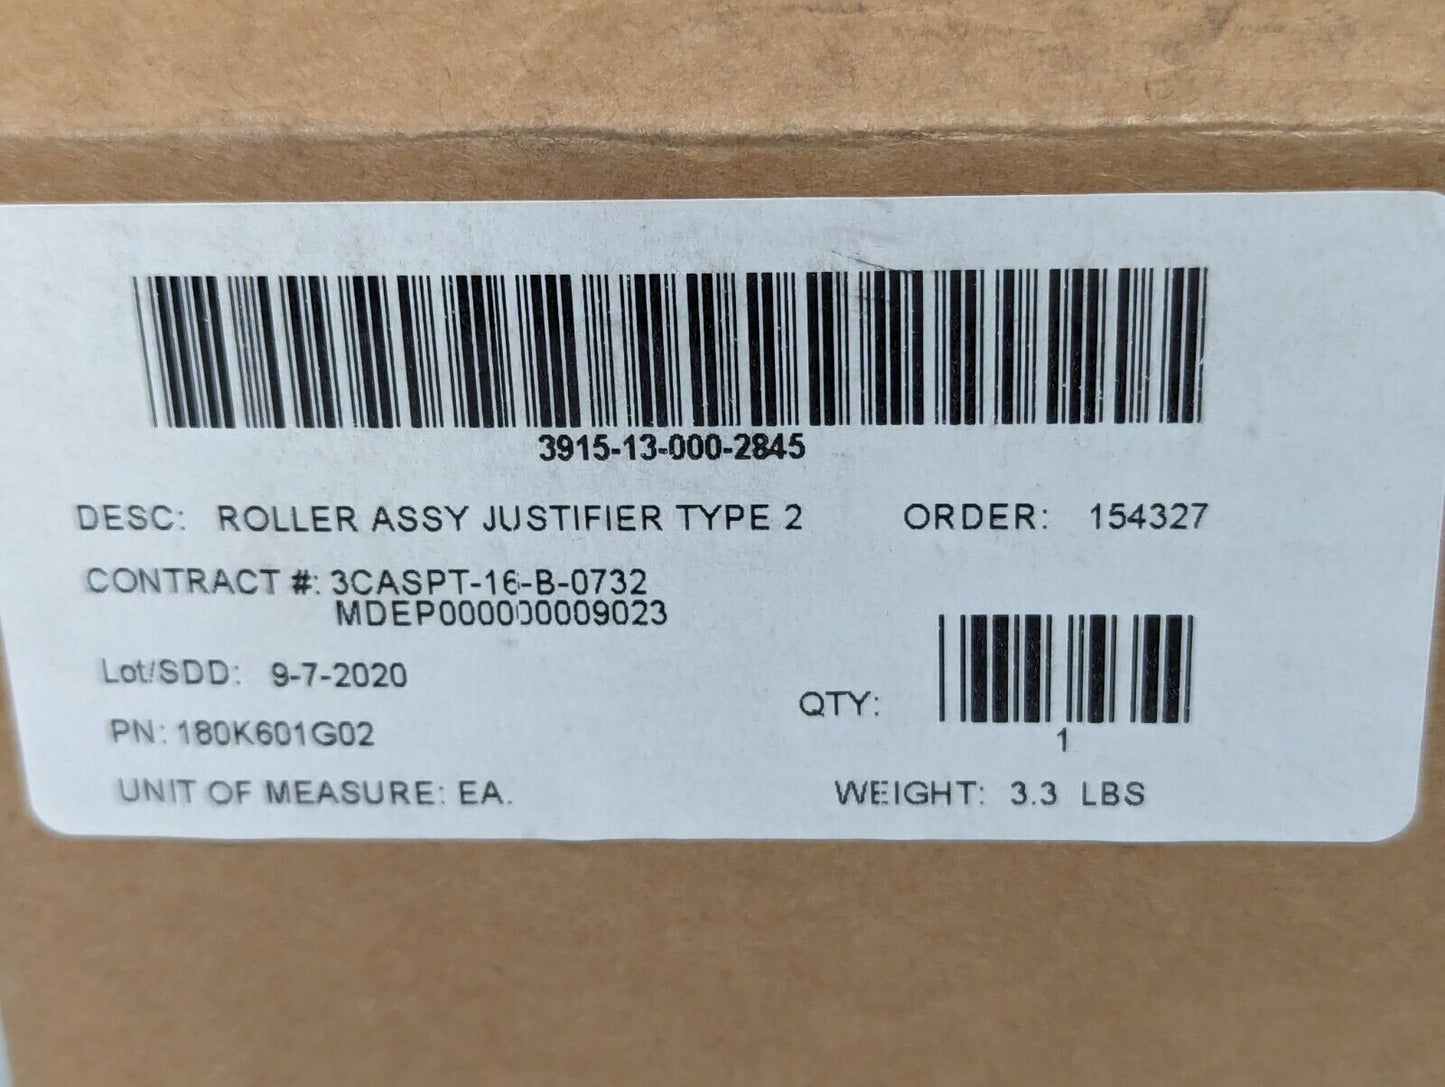 3915-13-000-2845
DESC: ROLLER ASSY JUSTIFIER TYPE 2 ORDER: 154327
CONTRACT #: 3CASPT-16-B-0732
MDEP000000009023
Lot/SDD: 9-7-2020
QTY:
PN: 180K601G02
1
UNIT OF MEASURE: EA.
WEIGHT: 3.3 LBS